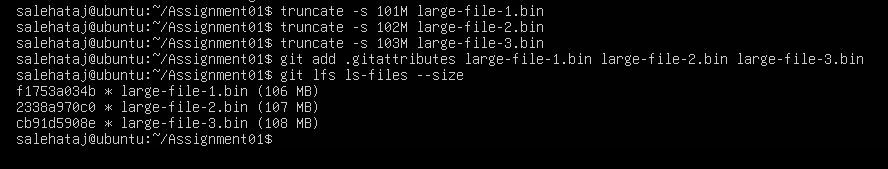 salehataj@ubuntu:~/Assignment01$ truncate -s 101M large-file-1.bin
salehataj@ubuntu:~/Assignment01$ truncate -s 102M large-file-2.bin
salehataj@ubuntu:~/Assignment01$ truncate -s 103M large-file-3.bin
salehataj@ubuntu:~/Assignment01$ git add .gitattributes large-file-1.bin large-file-2.bin large-file-3.bin
salehataj@ubuntu:~/Assignment01$ git lfs ls-files --size
f1753a034b * large-file-1.bin (106 MB)
2338a970c0 * large-file-2.bin (107 MB)
cb91d5908e * large-file-3.bin (108 MB)
salehataj@ubuntu:~/Assignment01$